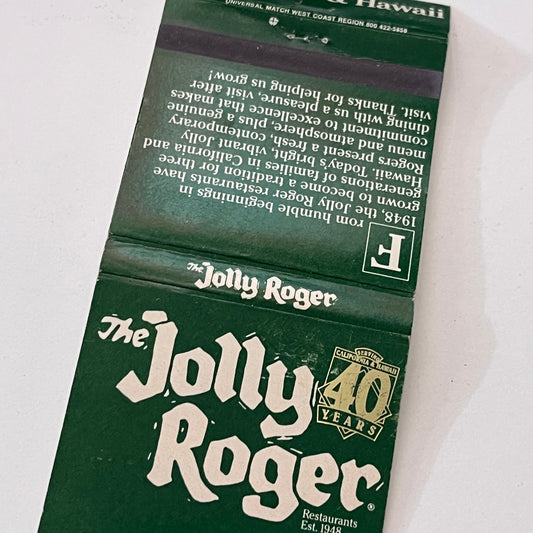 & Hawaii
UNIVERSAL MATCH WEST COAST REGION 800 422-5858
From humble beginnings in
1948, the Jolly Roger restaurants have
grown to become a tradition for three
generations of families in California and
Hawaii. Today's bright, vibrant Jolly
Rogers present a fresh, contemporary
menu and atmosphere, plus a genuine
commitment to excellence that makes
dining with us a pleasure, visit after
visit. Thanks for helping us grow!
The Jolly Roger
The Jolly
Roger®
SERVING
CALIFORNIA & HAWAII
40
YEARS
Restaurants
Est. 1948